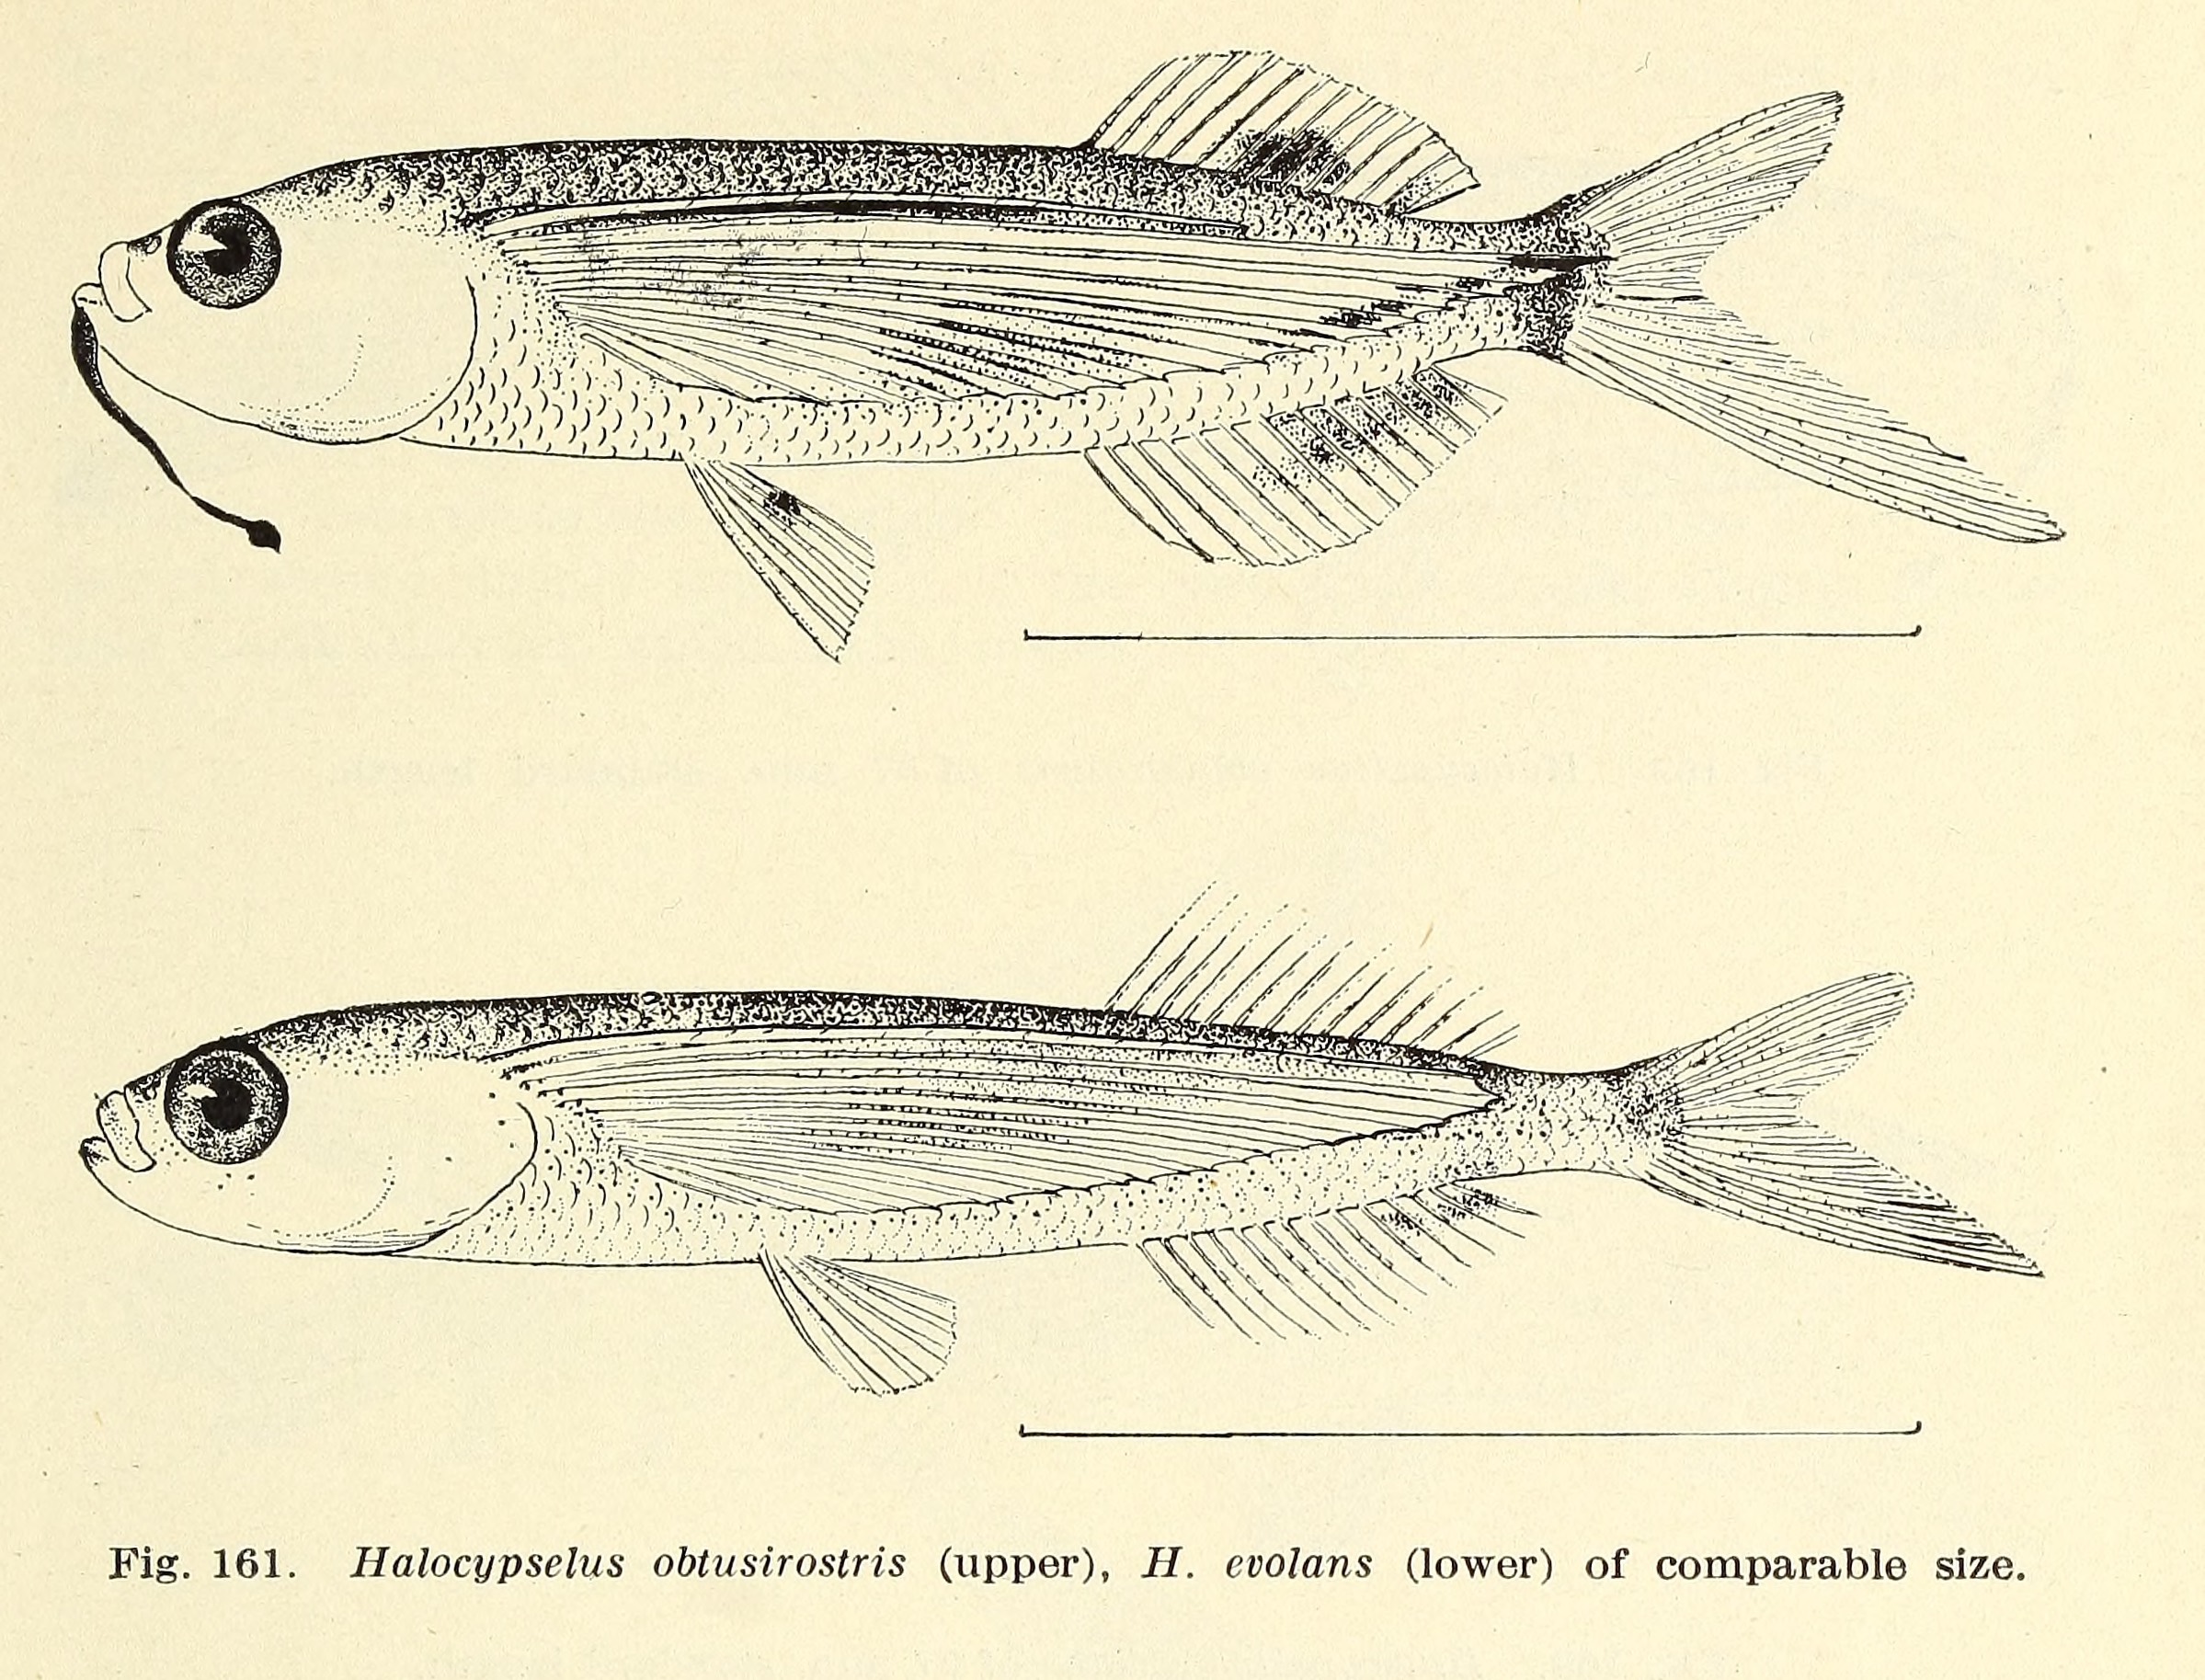 Fig. 161. Halocypselus obtusirostris (upper), H. evolans (lower) of comparable size.